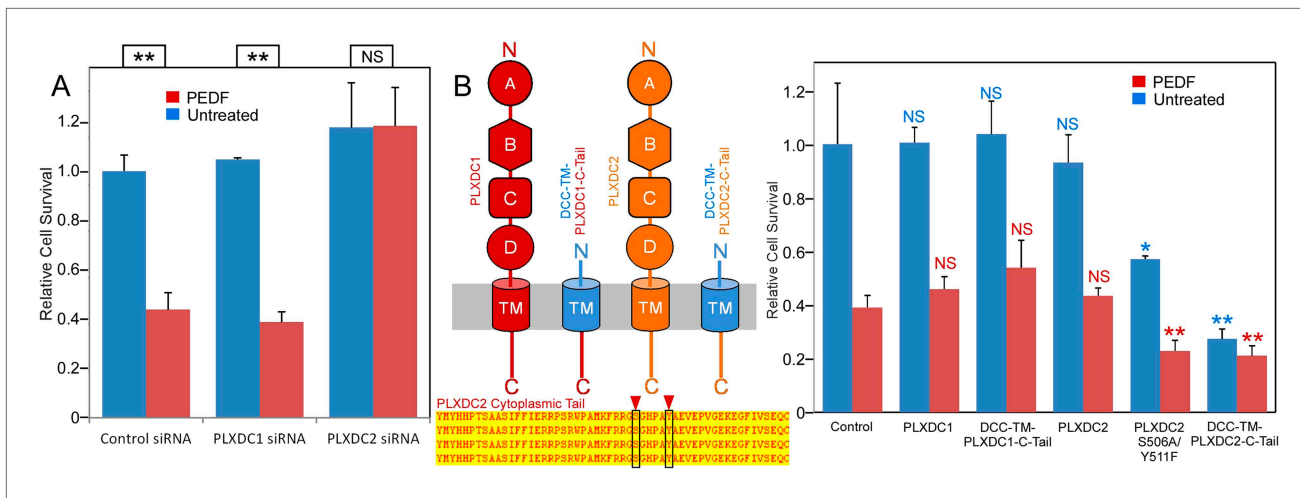 ** ** NS
A
PEDF
Untreated
Relative Cell Survival
1.2
1.0
0.8
0.6
0.4
0.2
0
Control siRNA PLXDC1 siRNA PLXDC2 siRNA
B
N N
A A
B B
C C
D D
PLXDC1
DCC-TM-
PLXDC1-C-Tail
PLXDC2
DCC-TM-
PLXDC2-C-Tail
N N
TM TM TM TM
C C C C
PLXDC2 Cytoplasmic Tail
YMYHHPTSAASIFFIERRPSRWPAMKFRRGSGHPAYAEVEPVGEKEGFIVSEQC
YMYHHPTSAASIFFIERRPSRWPAMKFRRGSGHPAYAEVEPVGEKEGFIVSEQC
YMYHHPTSAASIFFIERRPSRWPAMKFRRGSGHPAYAEVEPVGEKEGFIVSEQC
YMYHHPTSAASIFFIERRPSRWPAMKFRRGSGHPAYAEVEPVGEKEGFIVSEQC
PEDF
Untreated
Relative Cell Survival
1.2
1.0
0.8
0.6
0.4
0.2
0.0
NS NS NS * **
NS NS NS ** **
Control
PLXDC1
DCC-TM-
PLXDC1-C-Tail
PLXDC2
PLXDC2
S506A/
Y511F
DCC-TM-
PLXDC2-C-Tail